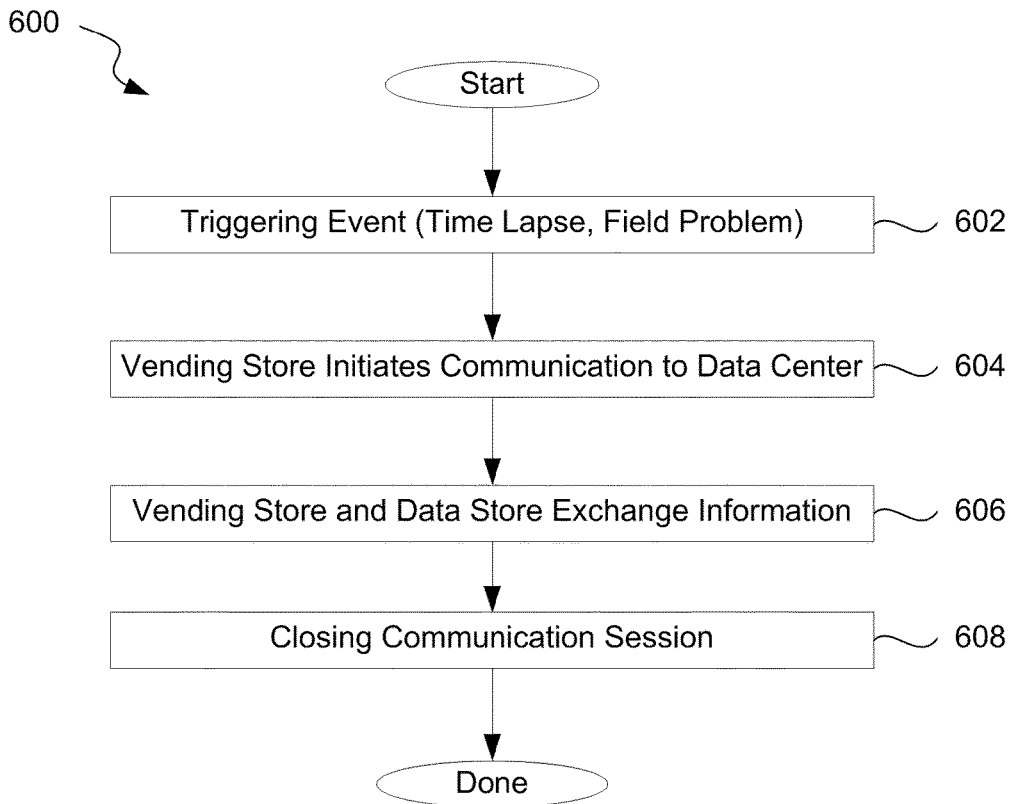 600
Start
Triggering Event (Time Lapse, Field Problem)
602
Vending Store Initiates Communication to Data Center
604
Vending Store and Data Store Exchange Information
606
Closing Communication Session
608
Done